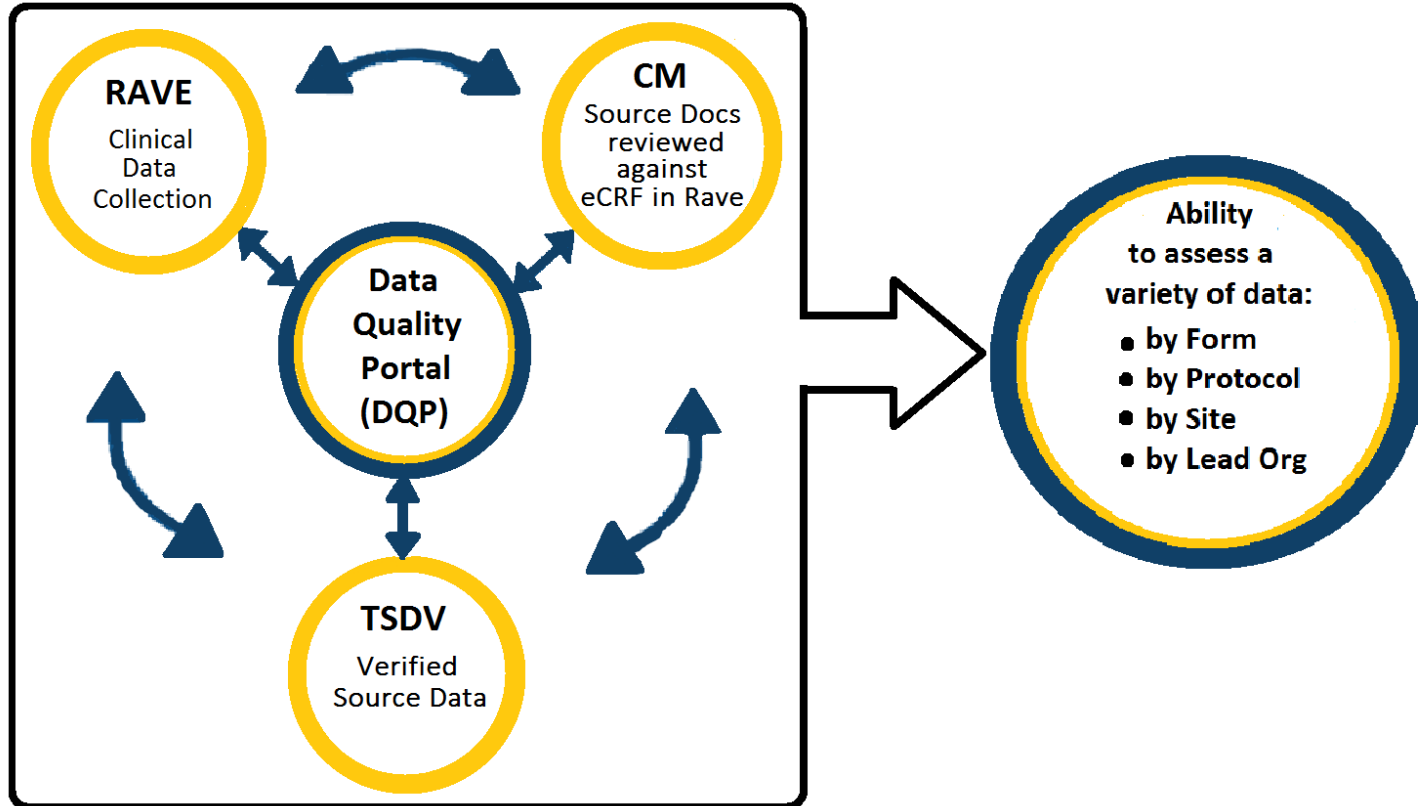 RAVE
Clinical
Data
Collection
CM
Source Docs
reviewed
against
eCRF in Rave
Data
Quality
Portal
(DQP)
TSDV
Verified
Source Data
Ability
to assess a
variety of data:
• by Form
• by Protocol
• by Site
• by Lead Org